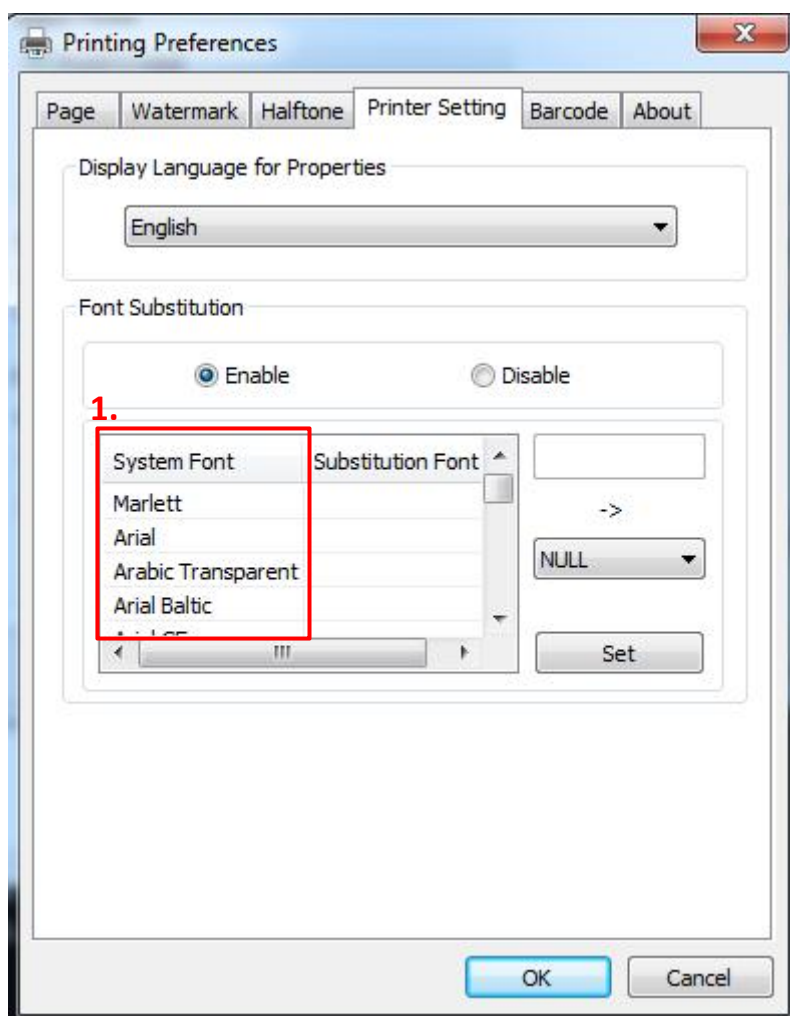 Printing Preferences
Page Watermark Halftone Printer Setting Barcode About
Display Language for Properties
English
Font Substitution
Enable Disable
1.
System Font Substitution Font
Marlett
->
Arial
NULL
Arabic Transparent
Arial Baltic
Set
OK Cancel